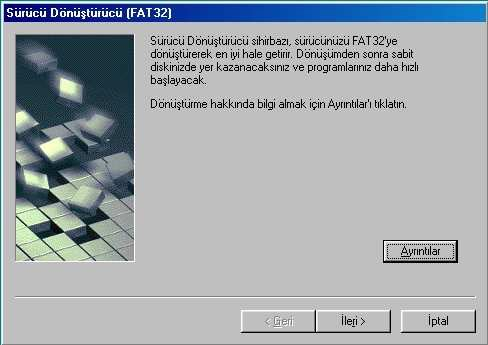 Sürücü Dönüştürücü (FAT32)
Sürücü Dönüştürücü sihirbazı, sürücünüzü FAT32'ye
dönüştürerek en iyi hale getirir. Dönüşümden sonra sabit
diskinizde yer kazanacaksınız ve programlarınız daha hızlı
başlayacak.
Dönüştürme hakkında bilgi almak için Ayrıntılar'ı tıklatın.
Ayrıntılar
< Geri
İleri >
İptal